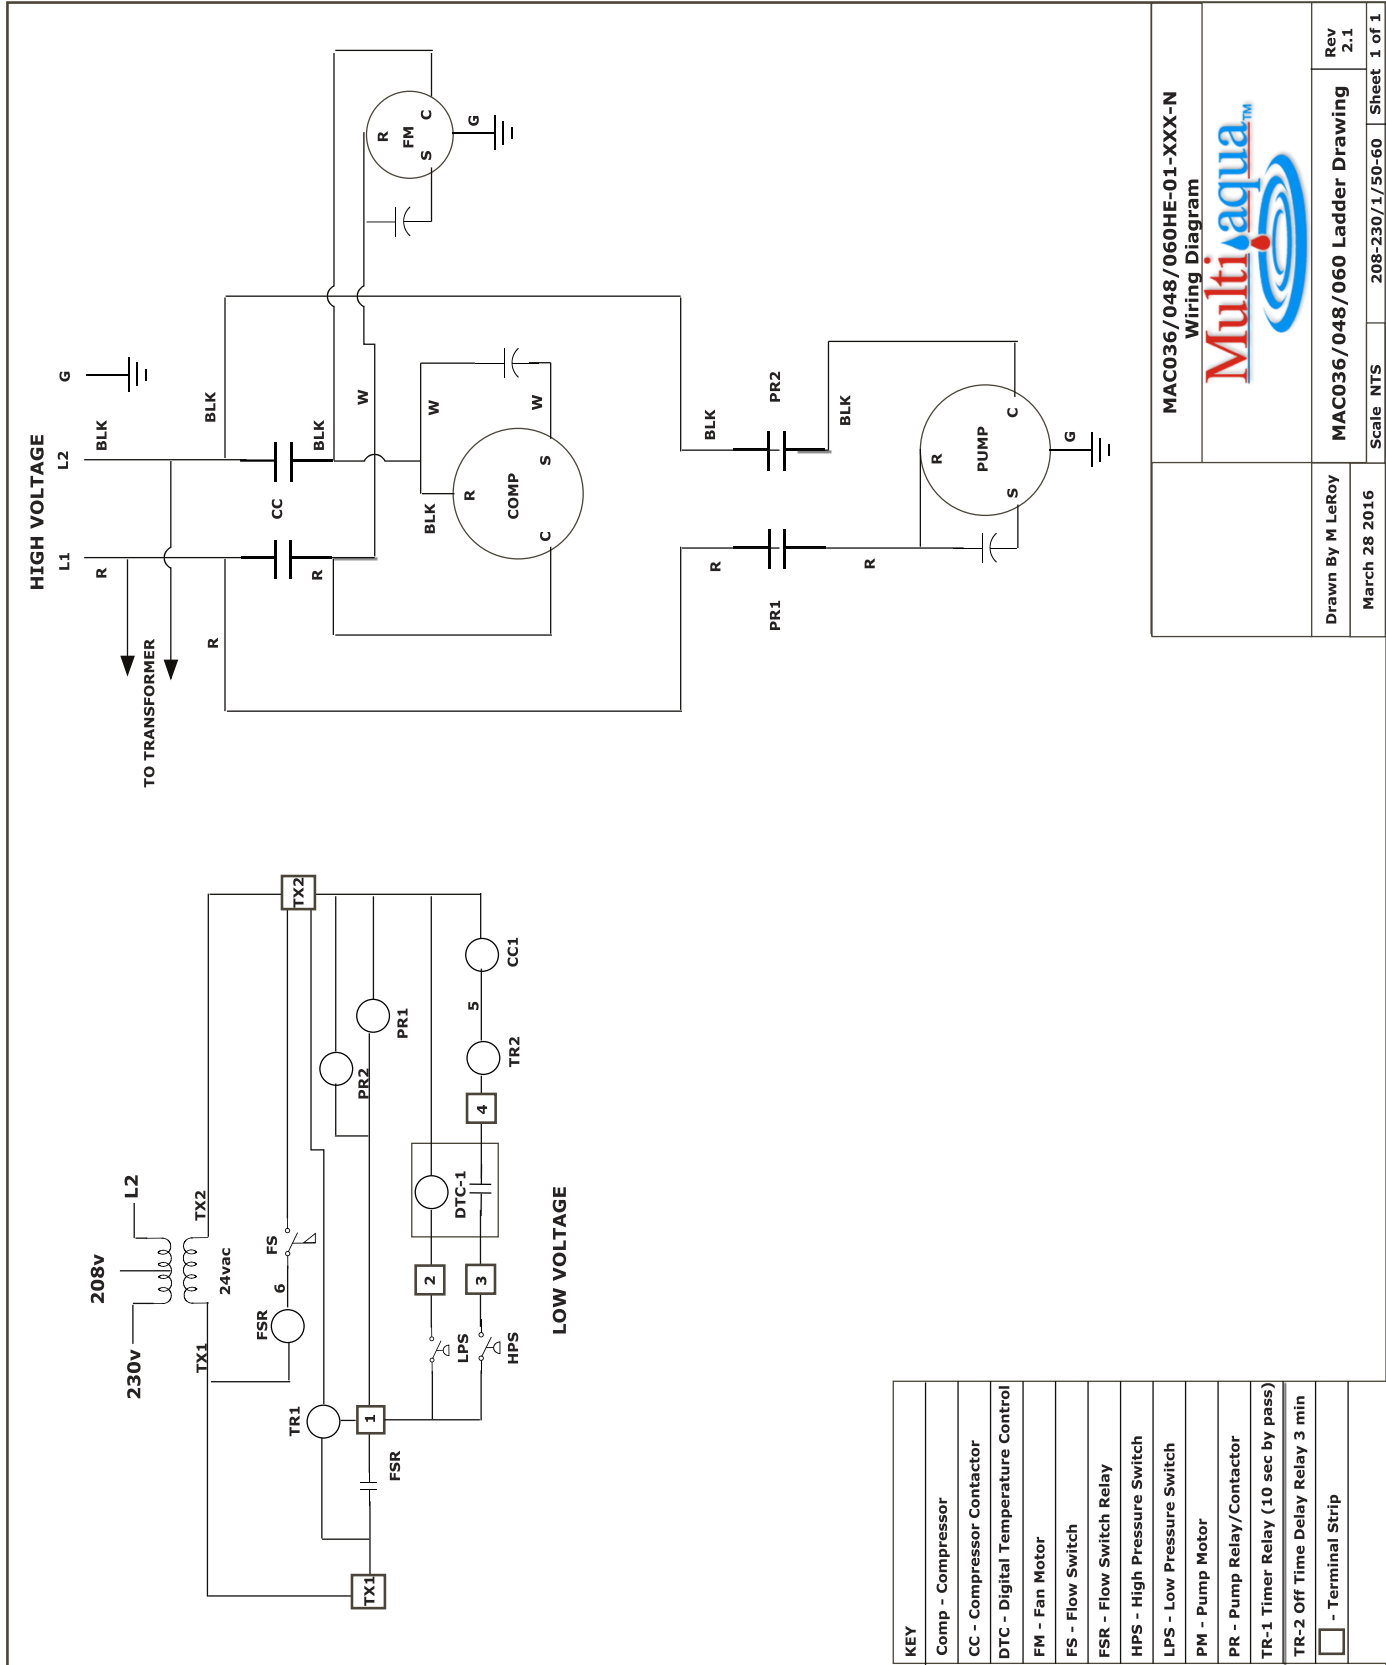 HIGH VOLTAGE
L1
L2
G
R
BLK
TO TRANSFORMER
R
BLK
CC
R
BLK
W
R
FM
S
C
G
BLK
W
W
R
COMP
C
S
R
BLK
PR1
PR2
R
BLK
R
PUMP
S
C
G
230v
208v
L2
TX1
24vac
TX2
FSR
6
FS
TX2
TR1
PR2
PR1
TX1
FSR
1
LPS
2
DTC-1
HPS
3
4
TR2
5
CC1
LOW VOLTAGE
KEY
Comp - Compressor
CC - Compressor Contactor
DTC - Digital Temperature Control
FM - Fan Motor
FS - Flow Switch
FSR - Flow Switch Relay
HPS - High Pressure Switch
LPS - Low Pressure Switch
PM - Pump Motor
PR - Pump Relay/Contactor
TR-1 Timer Relay (10 sec by pass)
TR-2 Off Time Delay Relay 3 min
- Terminal Strip
MAC036/048/060HE-01-XXX-N
Wiring Diagram
Multiaqua™
Drawn By M LeRoy
MAC036/048/060 Ladder Drawing
Rev
2.1
March 28 2016
Scale NTS
208-230/1/50-60
Sheet 1 of 1